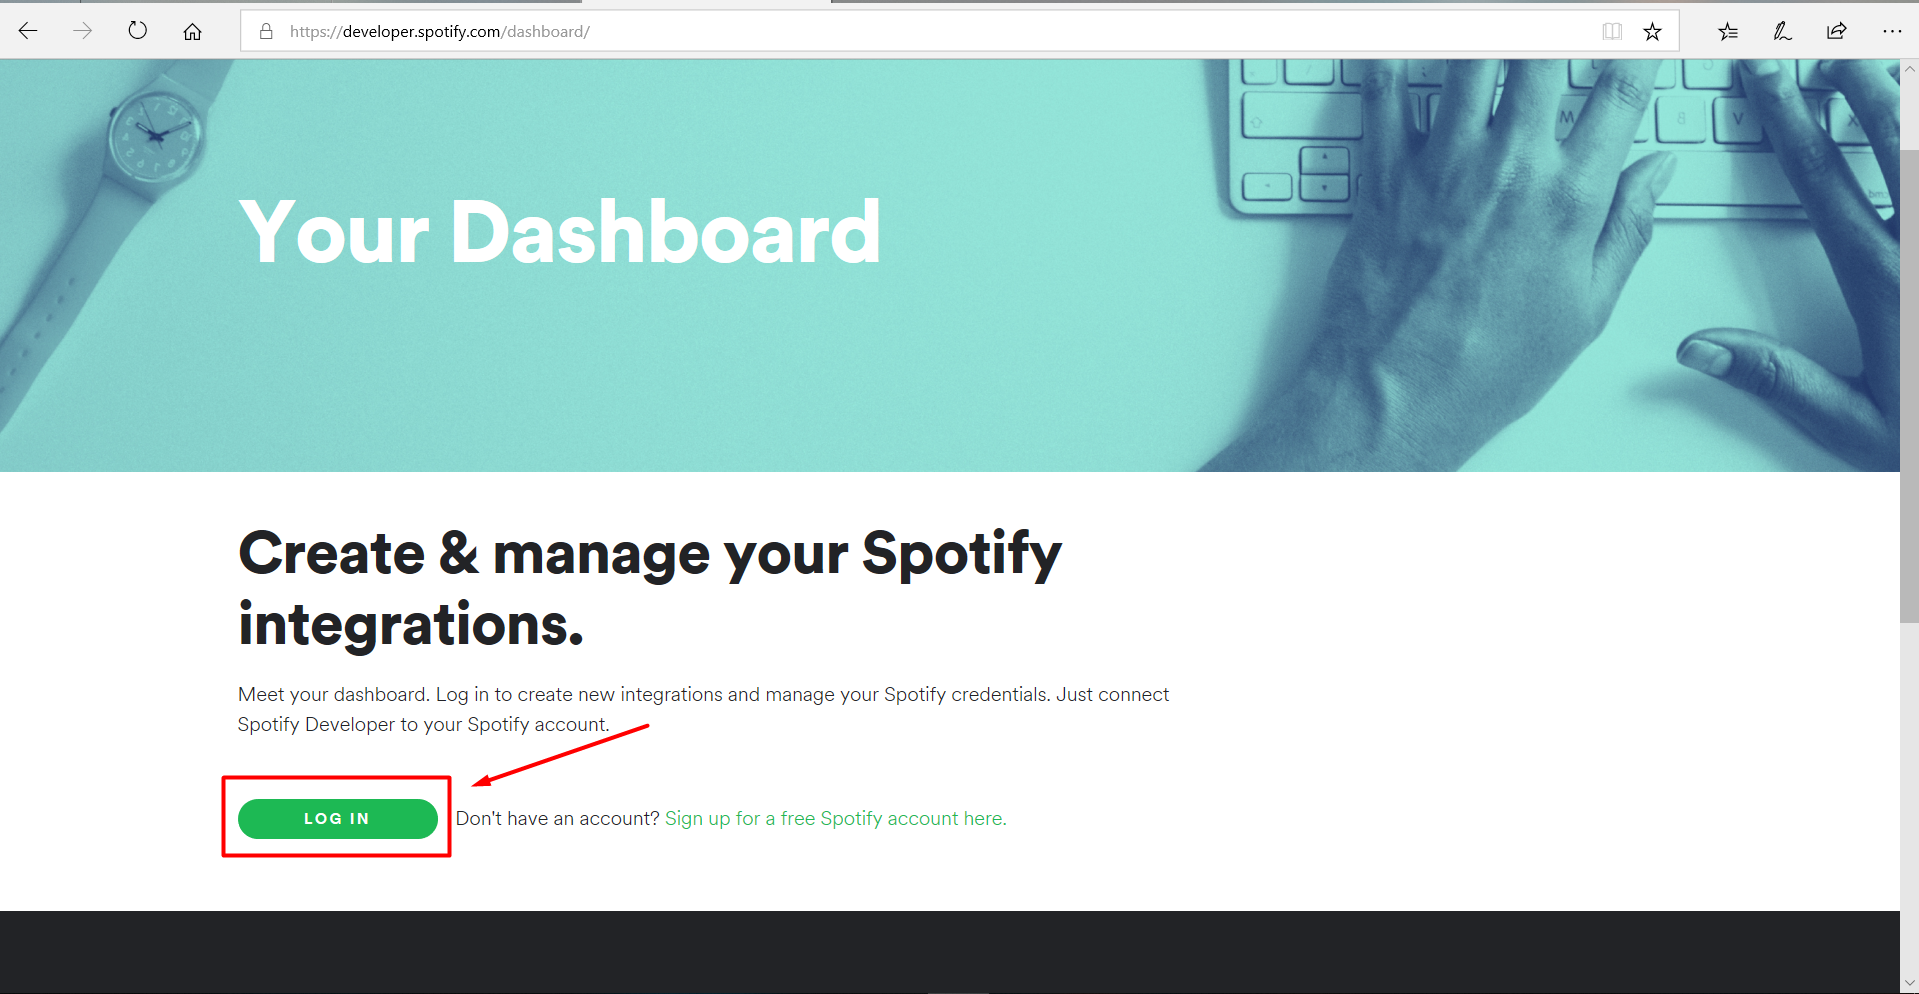 https://developer.spotify.com/dashboard/
M
B
V
X
Your Dashboard
Create & manage your Spotify
integrations.
Meet your dashboard. Log in to create new integrations and manage your Spotify credentials. Just connect
Spotify Developer to your Spotify account.
LOG IN
Don't have an account? Sign up for a free Spotify account here.